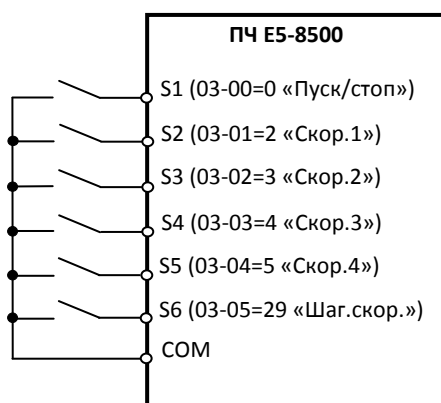 ПЧ E5-8500
S1 (03-00=0 «Пуск/стоп»)
S2 (03-01=2 «Скор.1»)
S3 (03-02=3 «Скор.2»)
S4 (03-03=4 «Скор.3»)
S5 (03-04=5 «Скор.4»)
S6 (03-05=29 «Шаг.скор.»)
COM